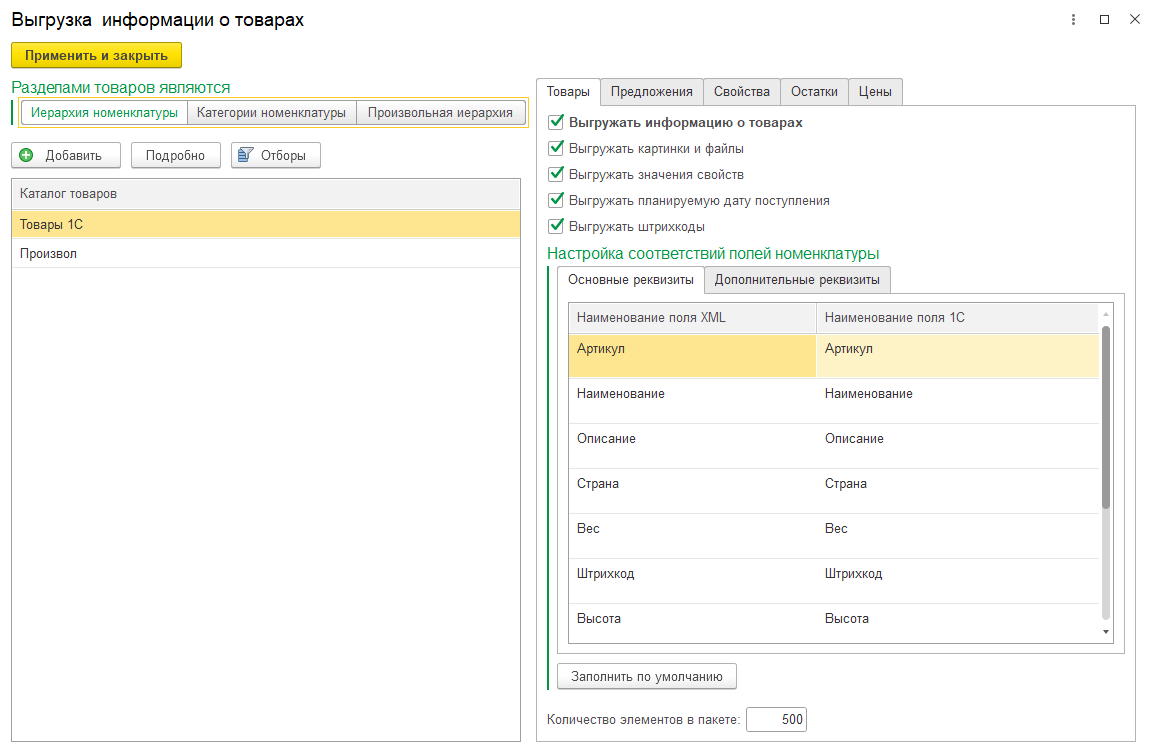 Выгрузка  информации о товарах
Применить и закрыть
Разделами товаров являются
Иерархия номенклатуры Категории номенклатуры Произвольная иерархия
Добавить Подробно Отборы
Каталог товаров
Товары 1С
Произвол
Товары Предложения Свойства Остатки Цены
Выгружать информацию о товарах
Выгружать картинки и файлы
Выгружать значения свойств
Выгружать планируемую дату поступления
Выгружать штрихкоды
Настройка соответствий полей номенклатуры
Основные реквизиты Дополнительные реквизиты
Наименование поля XML Наименование поля 1С
Артикул Артикул
Наименование Наименование
Описание Описание
Страна Страна
Вес Вес
Штрихкод Штрихкод
Высота Высота
Заполнить по умолчанию
Количество элементов в пакете: 500